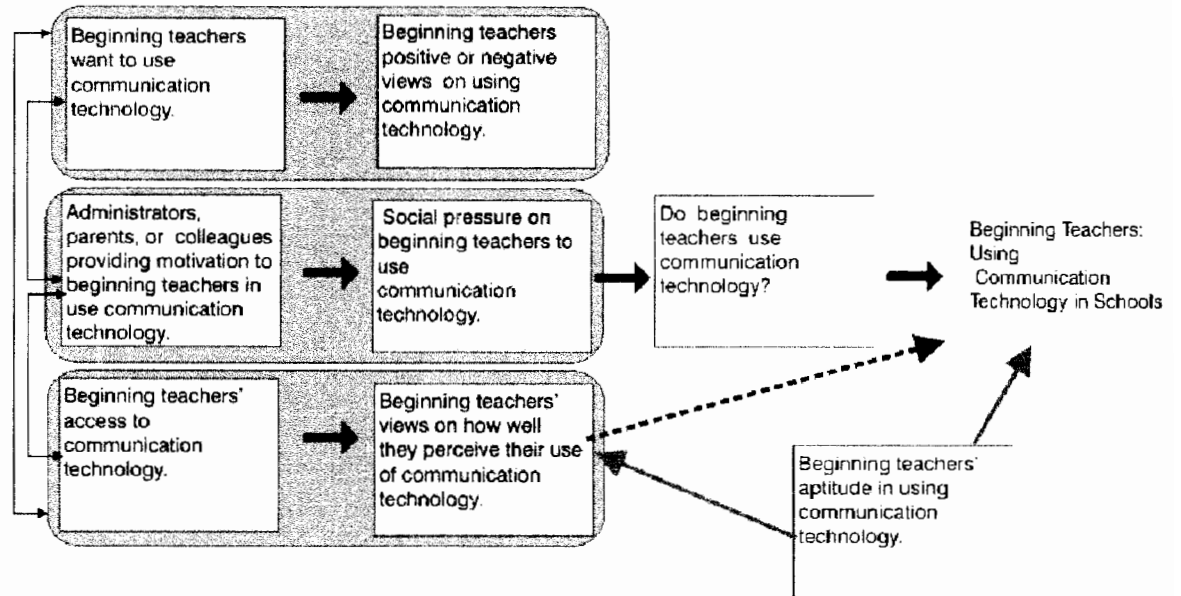 Beginning teachers
want to use
communication
technology.
Beginning teachers
positive or negative
views on using
communication
technology.
Administrators,
parents, or colleagues
providing motivation to
beginning teachers in
use communication
technology.
Social pressure on
beginning teachers to
use
communication
technology.
Do beginning
teachers use
communication
technology?
Beginning Teachers:
Using
Communication
Technology in Schools
Beginning teachers'
access to
communication
technology.
Beginning teachers'
views on how well
they perceive their use
of communication
technology.
Beginning teachers'
aptitude in using
communication
technology.